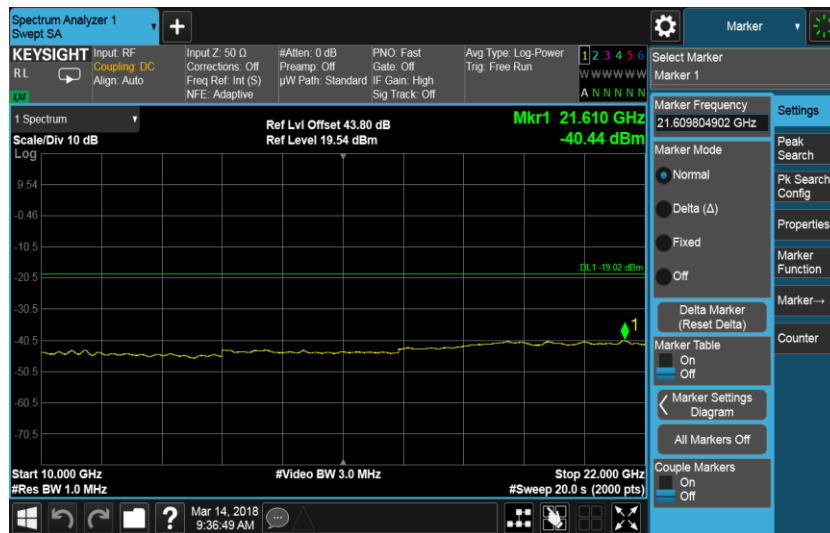 Spectrum Analyzer 1
Swept SA
Marker
KEYSIGHT
RL
LXI
Input: RF
Coupling: DC
Align: Auto
Input Z: 50 Ω
Corrections: Off
Freq Ref: Int (S)
NFE: Adaptive
#Atten: 0 dB
Preamp: Off
µW Path: Standard
PNO: Fast
Gate: Off
IF Gain: High
Sig Track: Off
Avg Type: Log-Power
Trig: Free Run
1 2 3 4 5 6
W W W W W W
A N N N N N
Select Marker
Marker 1
1 Spectrum
Scale/Div 10 dB
Log
Ref Lvl Offset 43.80 dB
Ref Level 19.54 dBm
Mkr1 21.610 GHz
-40.44 dBm
9.54
-0.46
-10.5
-20.5
-30.5
-40.5
-50.5
-60.5
-70.5
DL1 -19.02 dBm
1
Start 10.000 GHz
#Res BW 1.0 MHz
#Video BW 3.0 MHz
Stop 22.000 GHz
#Sweep 20.0 s (2000 pts)
Marker Frequency
21.609804902 GHz
Marker Mode
Normal
Delta (Δ)
Fixed
Off
Delta Marker
(Reset Delta)
Marker Table
On
Off
Marker Settings
Diagram
All Markers Off
Couple Markers
On
Off
Settings
Peak
Search
Pk Search
Config
Properties
Marker
Function
Marker→
Counter
?
Mar 14, 2018
9:36:49 AM